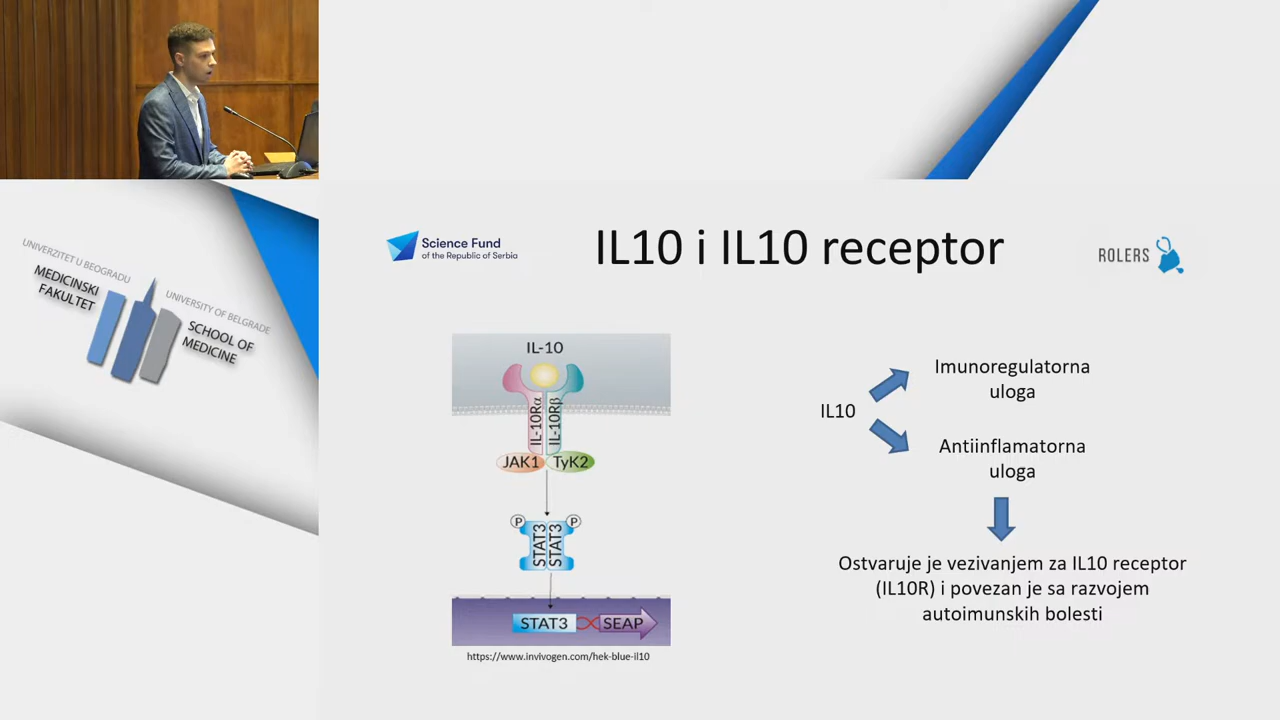 UNIVERZITET U BEOGRADU
MEDICINSKI
FAKULTET
UNIVERSITY OF BELGRADE
SCHOOL OF
MEDICINE
Science Fund
of the Republic of Serbia
IL10 i IL10 receptor
ROLERS
IL-10
IL-10Rα
IL-10Rβ
JAK1
TyK2
P
P
STAT3
STAT3
STAT3
SEAP
https://www.invivogen.com/hek-blue-il10
IL10
Imunoregulatorna
uloga
Antiinflamatorna
uloga
Ostvaruje je vezivanjem za IL10 receptor
(IL10R) i povezan je sa razvojem
autoimunskih bolesti